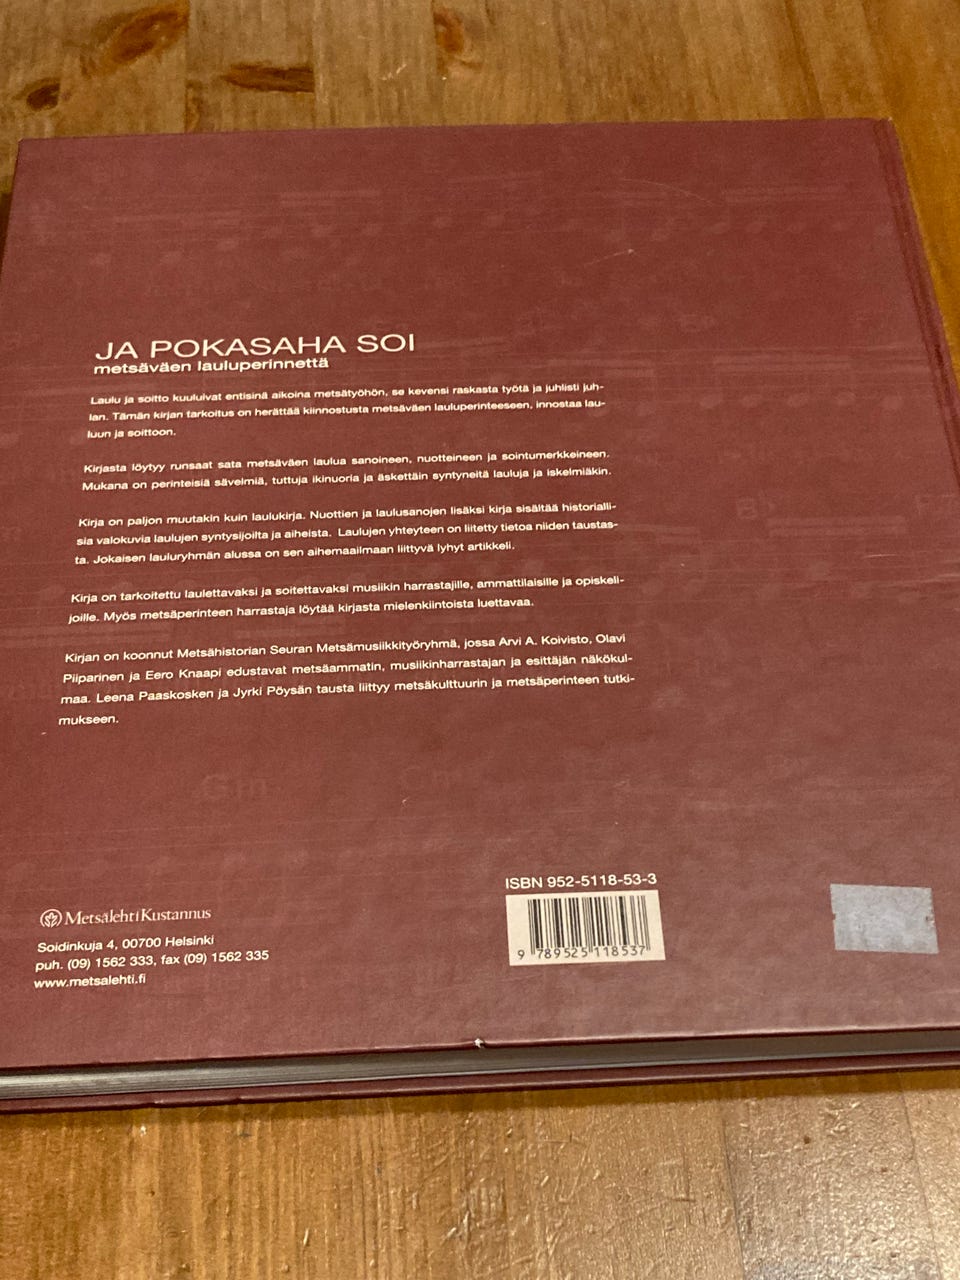 JA POKASAHA SOI
metsäväen lauluperinnettä
Laulu ja soitto kuuluivat entisinä aikoina metsätyöhön, se kevensi raskasta työtä ja juhlisti juh-
lan. Tämän kirjan tarkoitus on herättää kiinnostusta metsäväen lauluperinteeseen, innostaa lau-
luun ja soittoon.
Kirjasta löytyy runsaat sata metsäväen laulua sanoineen, nuotteineen ja sointumerkkeineen.
Mukana on perinteisiä sävelmiä, tuttuja ikinuoria ja äskettäin syntyneitä lauluja ja iskelmiäkin.
Kirja on paljon muutakin kuin laulukirja. Nuottien ja laulusanojen lisäksi kirja sisältää historialli-
sia valokuvia laulujen syntysijoilta ja aiheista. Laulujen yhteyteen on liitetty tietoa niiden taustas-
ta. Jokaisen lauluryhmän alussa on sen aihemaailmaan liittyvä lyhyt artikkeli.
Kirja on tarkoitettu laulettavaksi ja soitettavaksi musiikin harrastajille, ammattilaisille ja opiskeli-
joille. Myös metsäperinteen harrastaja löytää kirjasta mielenkiintoista luettavaa.
Kirjan on koonnut Metsähistorian Seuran Metsämusiikkityöryhmä, jossa Arvi A. Koivisto, Olavi
Piiparinen ja Eero Knaapi edustavat metsäammatin, musiikinharrastajan ja esittäjän näkökul-
maa. Leena Paaskosken ja Jyrki Pöysän tausta liittyy metsäkulttuurin ja metsäperinteen tutki-
mukseen.
ISBN 952-5118-53-3
9 789525 118537
MetsälehtiKustannus
Soidinkuja 4, 00700 Helsinki
puh. (09) 1562 333, fax (09) 1562 335
www.metsalehti.fi